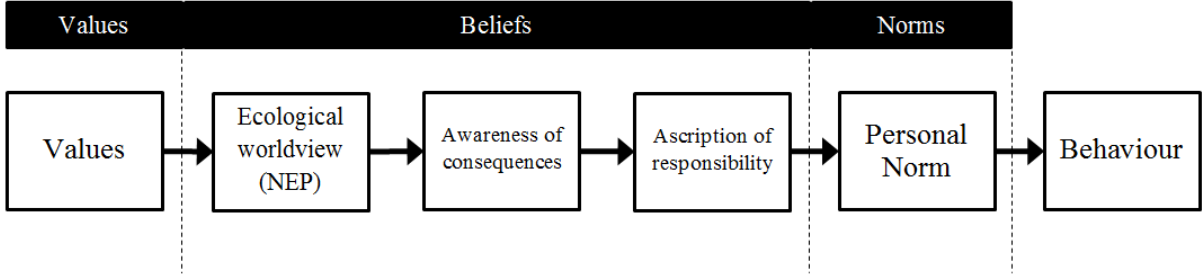 Values
Beliefs
Norms
Values
Ecological
worldview
(NEP)
Awareness of
consequences
Ascription of
responsibility
Personal
Norm
Behaviour